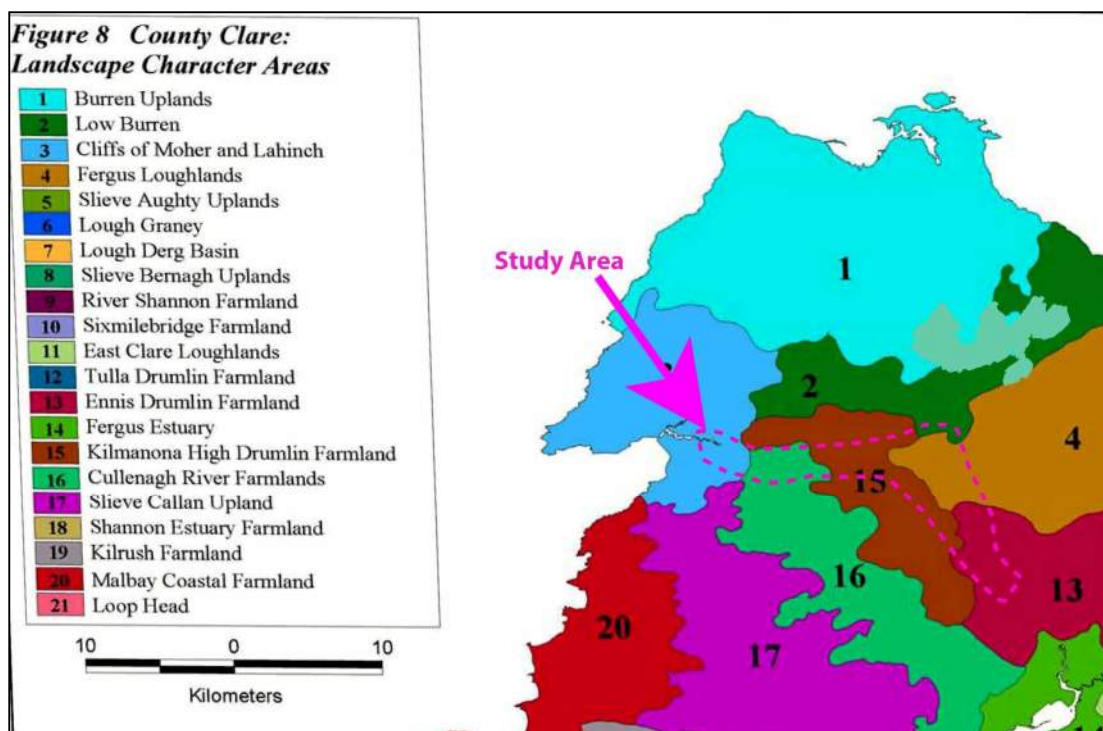 Figure 8 County Clare:
Landscape Character Areas
1 Burren Uplands
2 Low Burren
3 Cliffs of Moher and Lahinch
4 Fergus Loughlands
5 Slieve Aughty Uplands
6 Lough Graney
7 Lough Derg Basin
8 Slieve Bernagh Uplands
9 River Shannon Farmland
10 Sixmilebridge Farmland
11 East Clare Loughlands
12 Tulla Drumlin Farmland
13 Ennis Drumlin Farmland
14 Fergus Estuary
15 Kilmanona High Drumlin Farmland
16 Cullenagh River Farmlands
17 Slieve Callan Upland
18 Shannon Estuary Farmland
19 Kilrush Farmland
20 Malbay Coastal Farmland
21 Loop Head
10 0 10
Kilometers
Study Area
1
2
4
15
16
13
20
17